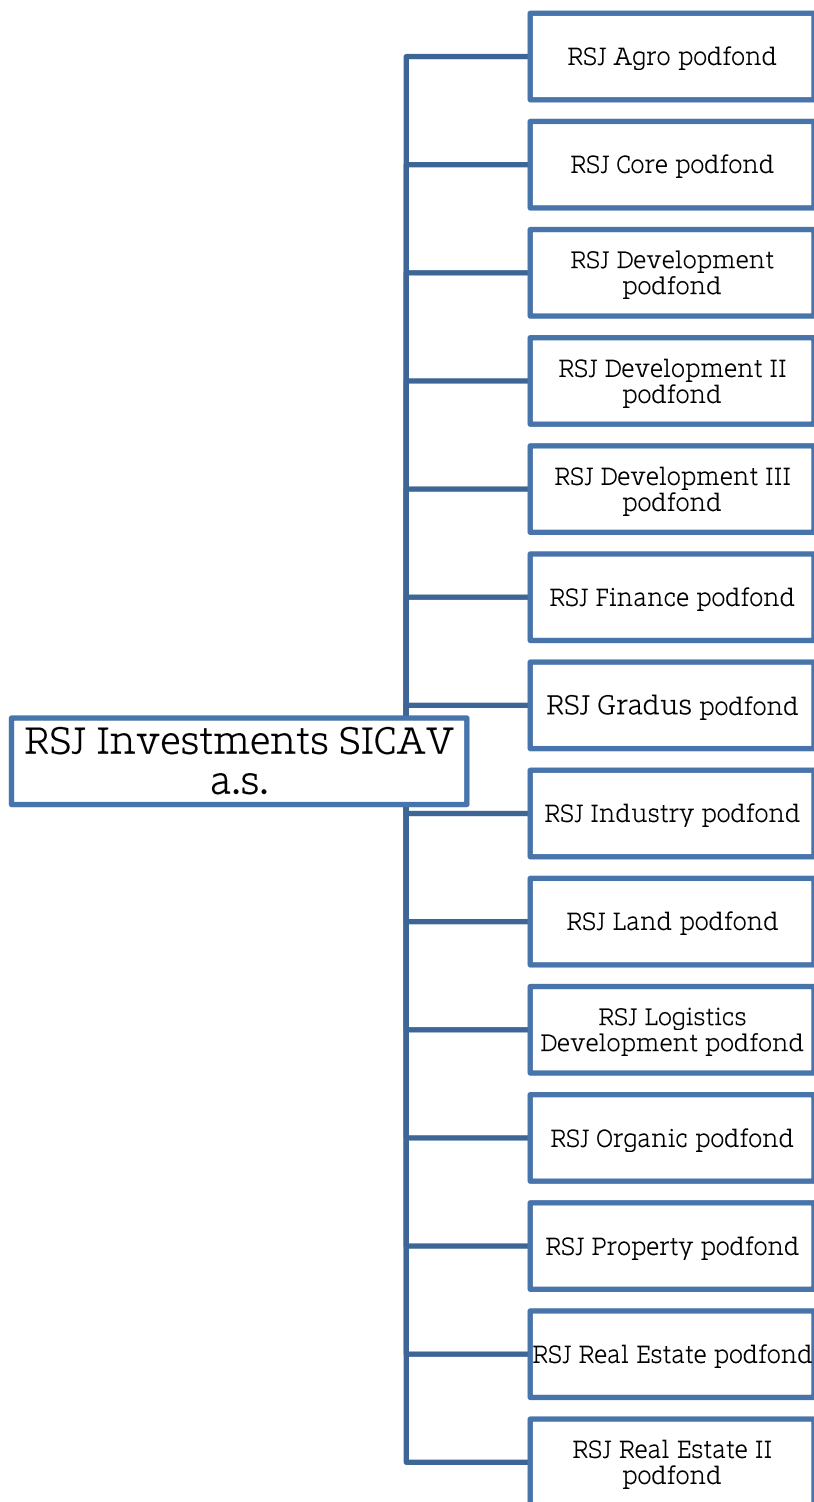 RSJ Agro podfond
RSJ Core podfond
RSJ Development
podfond
RSJ Development II
podfond
RSJ Development III
podfond
RSJ Finance podfond
RSJ Gradus podfond
RSJ Investments SICAV
a.s.
RSJ Industry podfond
RSJ Land podfond
RSJ Logistics
Development podfond
RSJ Organic podfond
RSJ Property podfond
RSJ Real Estate podfond
RSJ Real Estate II
podfond